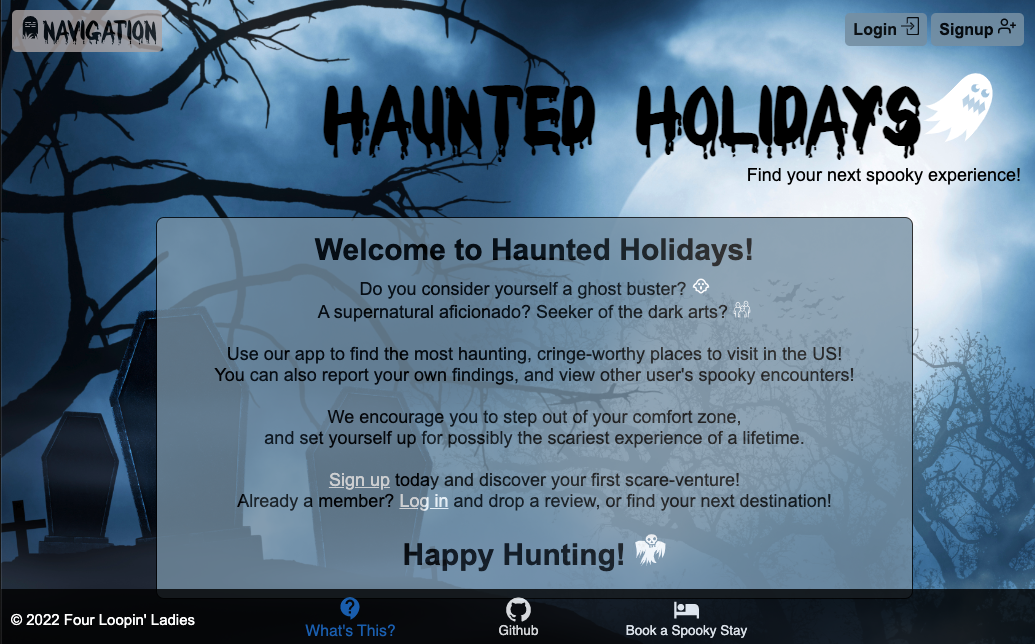 NAVIGATION
Login
Signup
HAUNTED HOLIDAYS
Find your next spooky experience!
Welcome to Haunted Holidays!
Do you consider yourself a ghost buster?
A supernatural aficionado? Seeker of the dark arts?
Use our app to find the most haunting, cringe-worthy places to visit in the US!
You can also report your own findings, and view other user's spooky encounters!
We encourage you to step out of your comfort zone,
and set yourself up for possibly the scariest experience of a lifetime.
Sign up today and discover your first scare-venture!
Already a member? Log in and drop a review, or find your next destination!
Happy Hunting!
© 2022 Four Loopin' Ladies
What's This?
Github
Book a Spooky Stay